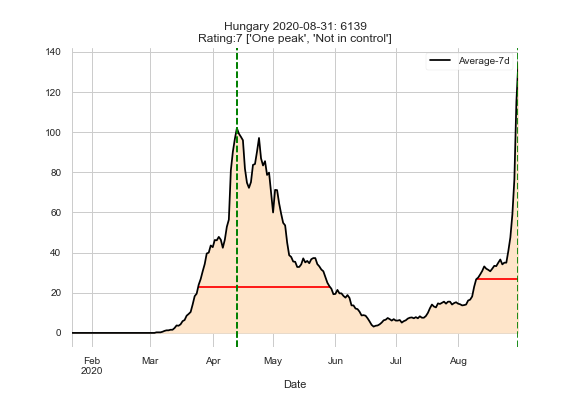 Hungary 2020-08-31: 6139
Rating:7 ['One peak', 'Not in control']
Average-7d
140
120
100
80
60
40
20
0
Feb
2020
Mar
Apr
May
Jun
Jul
Aug
Date